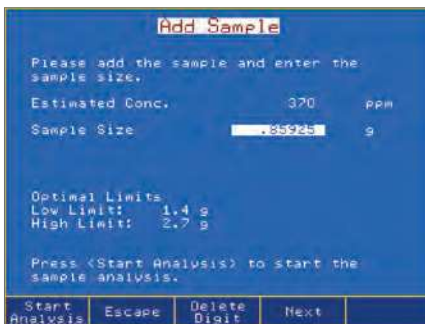 Add Sample
Please add the sample and enter the
sample size.
Estimated Conc. 370 ppm
Sample Size .85925 g
Optimal Limits
Low Limit: 1.4 g
High Limit: 2.7 g
Press <Start Analysis> to start the
sample analysis.
Start Analysis Escape Delete Digit Next